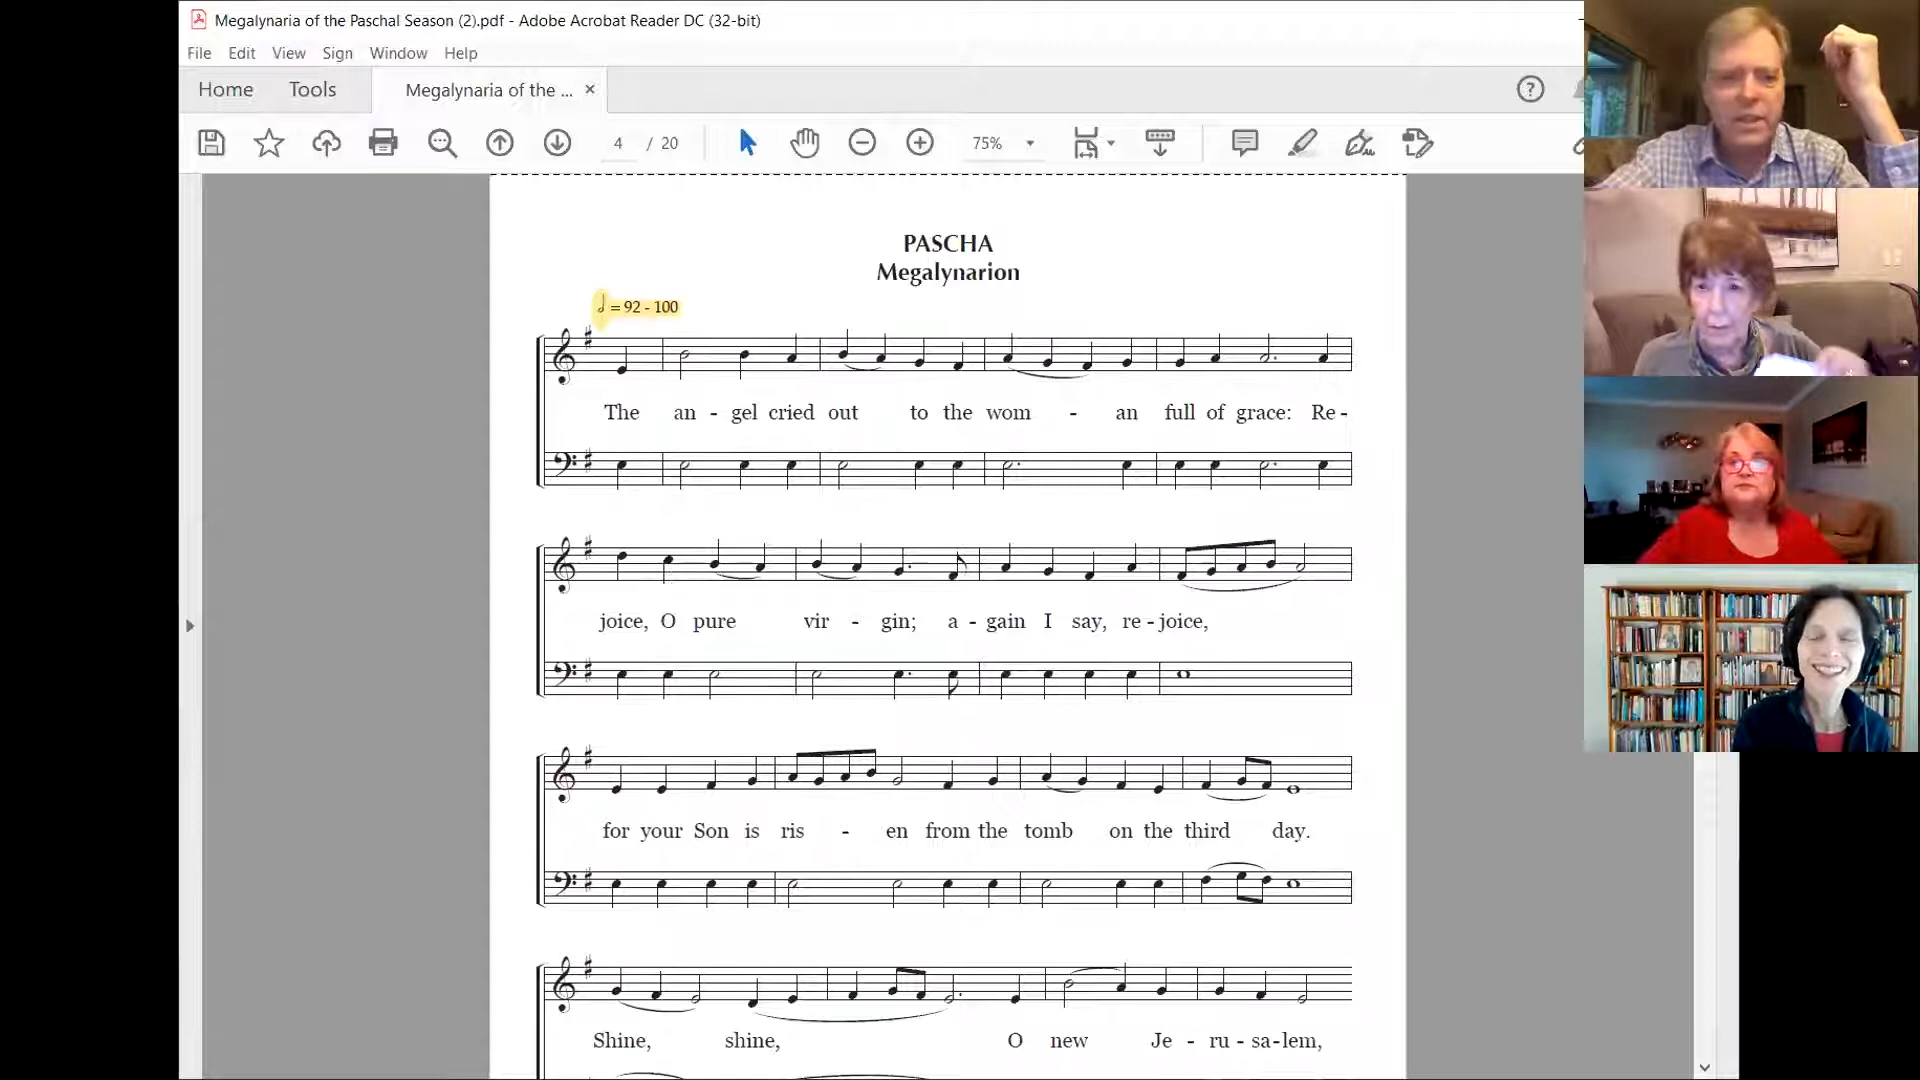 Megalynaria of the Paschal Season (2).pdf - Adobe Acrobat Reader DC (32-bit)
File Edit View Sign Window Help
Home Tools Megalynaria of the ... ×
4 / 20 75%
PASCHA
Megalynarion
= 92 - 100
The an - gel cried out to the wom - an full of grace: Re -
joice, O pure vir - gin; a - gain I say, re - joice,
for your Son is ris - en from the tomb on the third day.
Shine, shine, O new Je - ru - sa - lem,